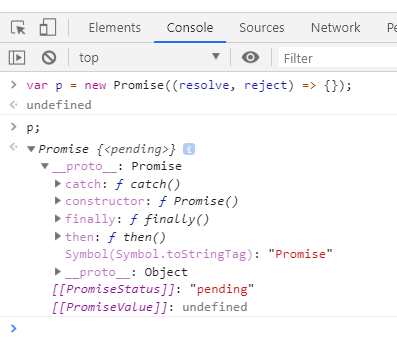 Elements Console Sources Network
top Filter
var p = new Promise((resolve, reject) => {});
undefined
p;
Promise {<pending>} i
__proto__: Promise
catch: ƒ catch()
constructor: ƒ Promise()
finally: ƒ finally()
then: ƒ then()
Symbol(Symbol.toStringTag): "Promise"
__proto__: Object
[[PromiseStatus]]: "pending"
[[PromiseValue]]: undefined